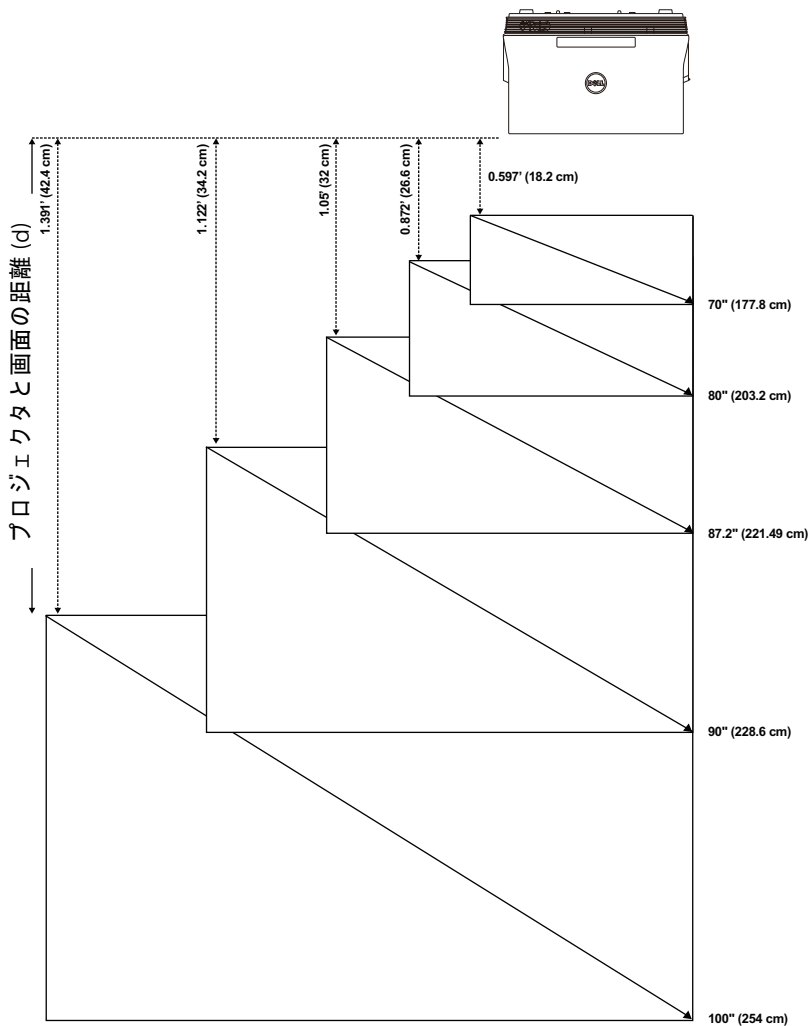 DELL
プロジェクタと画面の距離 (d)
1.391' (42.4 cm)
1.122' (34.2 cm)
1.05' (32 cm)
0.872' (26.6 cm)
0.597' (18.2 cm)
70" (177.8 cm)
80" (203.2 cm)
87.2" (221.49 cm)
90" (228.6 cm)
100" (254 cm)